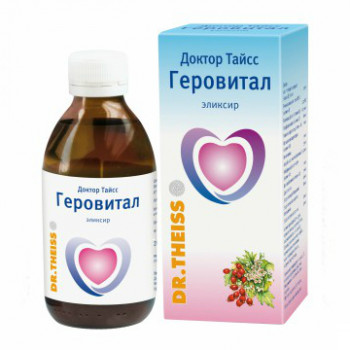 Доктор Тайсс
Геровитал
эликсир
DR.THEISS
Доктор Тайсс
Геровитал
эликсир
DR.THEISS